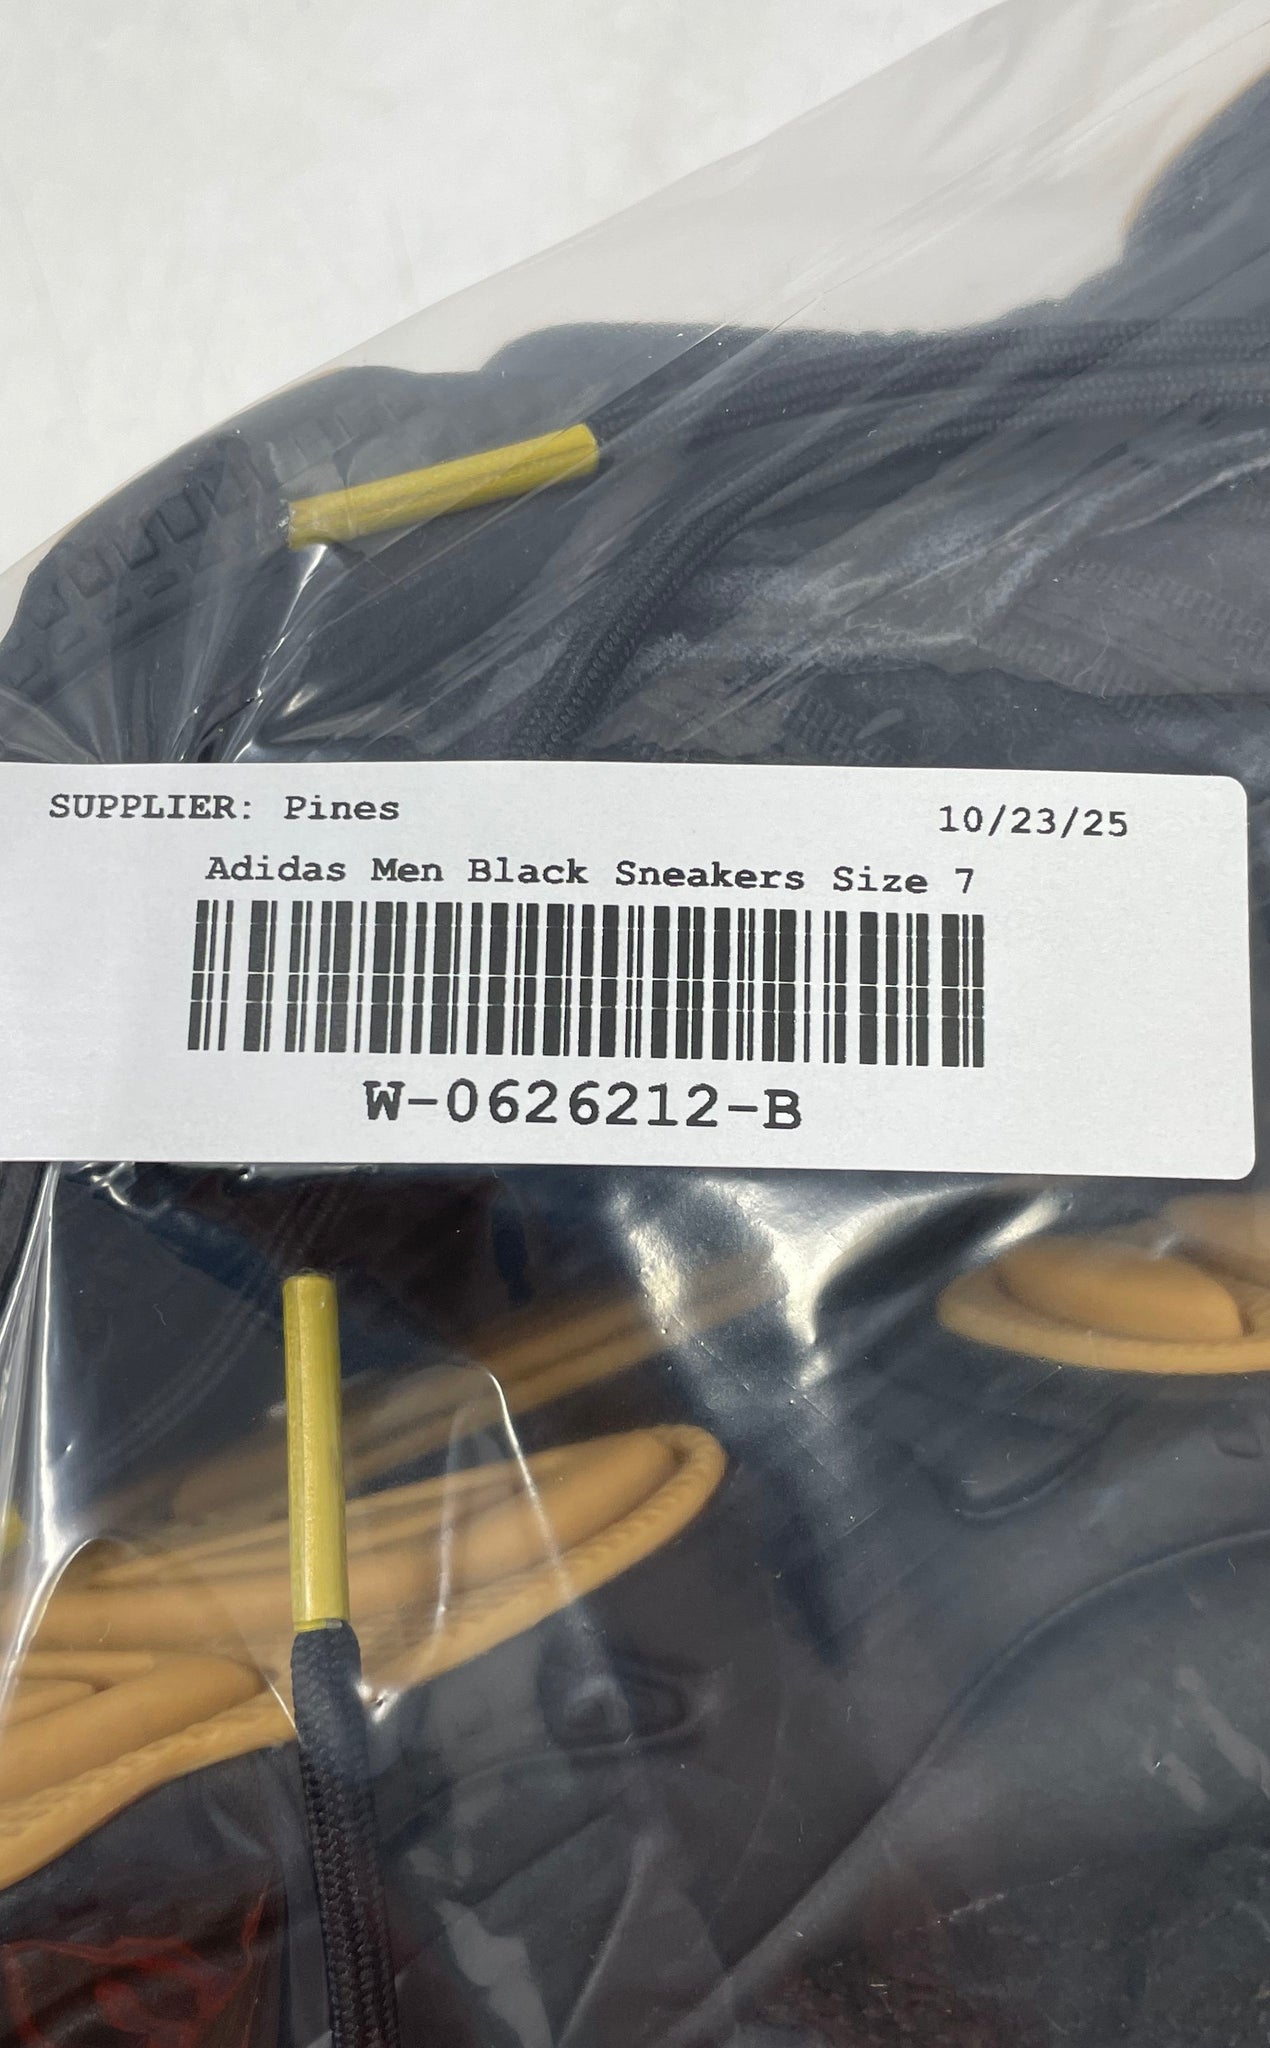 SUPPLIER: Pines
10/23/25
Adidas Men Black Sneakers Size 7
W-0626212-B